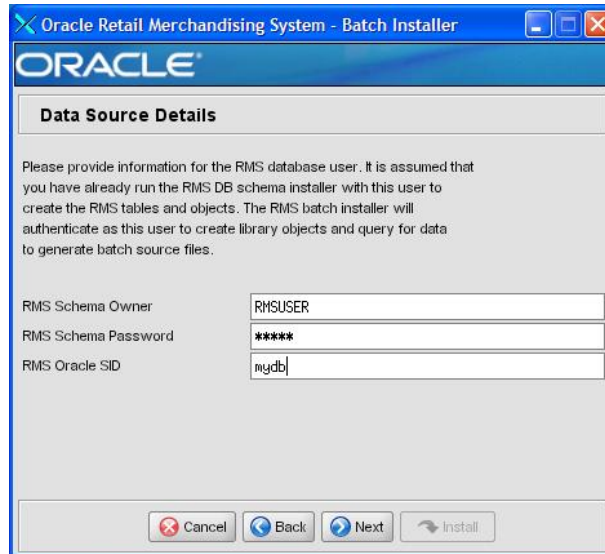 Oracle Retail Merchandising System - Batch Installer
ORACLE®
Data Source Details
Please provide information for the RMS database user. It is assumed that
you have already run the RMS DB schema installer with this user to
create the RMS tables and objects. The RMS batch installer will
authenticate as this user to create library objects and query for data
to generate batch source files.
RMS Schema Owner RMSUSER
RMS Schema Password *****
RMS Oracle SID mydb
Cancel Back Next Install